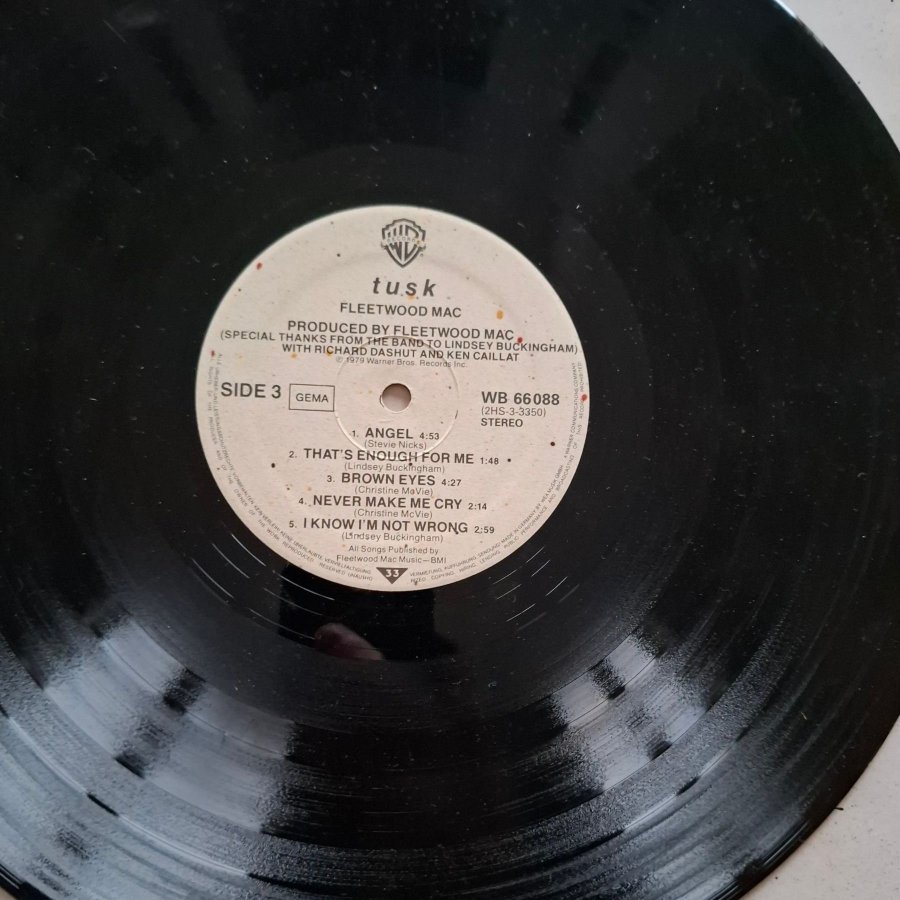 RECORDS
tusk
FLEETWOOD MAC
PRODUCED BY FLEETWOOD MAC
(SPECIAL THANKS FROM THE BAND TO LINDSEY BUCKINGHAM)
WITH RICHARD DASHUT AND KEN CAILLAT
℗ 1979 Warner Bros. Records Inc.
SIDE 3 GEMA
WB 66 088
(2HS-3-3350)
STEREO
1. ANGEL 4:53
(Stevie Nicks)
2. THAT'S ENOUGH FOR ME 1:48
(Lindsey Buckingham)
3. BROWN EYES 4:27
(Christine McVie)
4. NEVER MAKE ME CRY 2:14
(Christine McVie)
5. I KNOW I'M NOT WRONG 2:59
(Lindsey Buckingham)
All Songs Published by
Fleetwood Mac Music—BMI
33